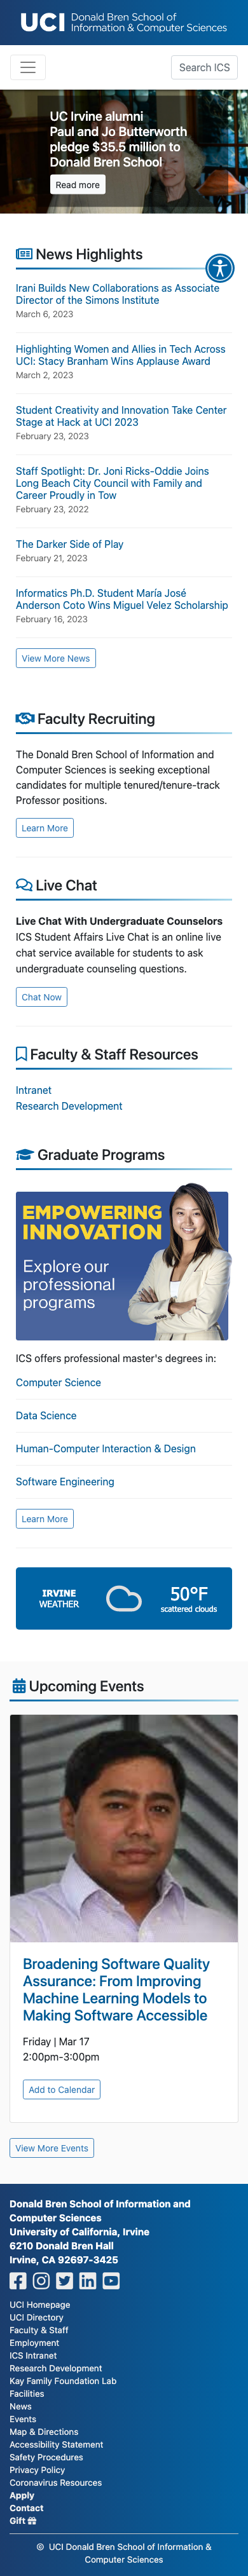 UCI Donald Bren School of
Information & Computer Sciences
Search ICS
UC Irvine alumni
Paul and Jo Butterworth
pledge $35.5 million to
Donald Bren School
Read more
News Highlights
Irani Builds New Collaborations as Associate
Director of the Simons Institute
March 6, 2023
Highlighting Women and Allies in Tech Across
UCI: Stacy Branham Wins Applause Award
March 2, 2023
Student Creativity and Innovation Take Center
Stage at Hack at UCI 2023
February 23, 2023
Staff Spotlight: Dr. Joni Ricks-Oddie Joins
Long Beach City Council with Family and
Career Proudly in Tow
February 23, 2022
The Darker Side of Play
February 21, 2023
Informatics Ph.D. Student María José
Anderson Coto Wins Miguel Velez Scholarship
February 16, 2023
View More News
Faculty Recruiting
The Donald Bren School of Information and
Computer Sciences is seeking exceptional
candidates for multiple tenured/tenure-track
Professor positions.
Learn More
Live Chat
Live Chat With Undergraduate Counselors
ICS Student Affairs Live Chat is an online live
chat service available for students to ask
undergraduate counseling questions.
Chat Now
Faculty & Staff Resources
Intranet
Research Development
Graduate Programs
EMPOWERING
INNOVATION
Explore our
professional
programs
ICS offers professional master's degrees in:
Computer Science
Data Science
Human-Computer Interaction & Design
Software Engineering
Learn More
IRVINE
WEATHER
50°F
scattered clouds
Upcoming Events
Broadening Software Quality
Assurance: From Improving
Machine Learning Models to
Making Software Accessible
Friday | Mar 17
2:00pm-3:00pm
Add to Calendar
View More Events
Donald Bren School of Information and
Computer Sciences
University of California, Irvine
6210 Donald Bren Hall
Irvine, CA 92697-3425
UCI Homepage
UCI Directory
Faculty & Staff
Employment
ICS Intranet
Research Development
Kay Family Foundation Lab
Facilities
News
Events
Map & Directions
Accessibility Statement
Safety Procedures
Privacy Policy
Coronavirus Resources
Apply
Contact
Gift
© UCI Donald Bren School of Information &
Computer Sciences